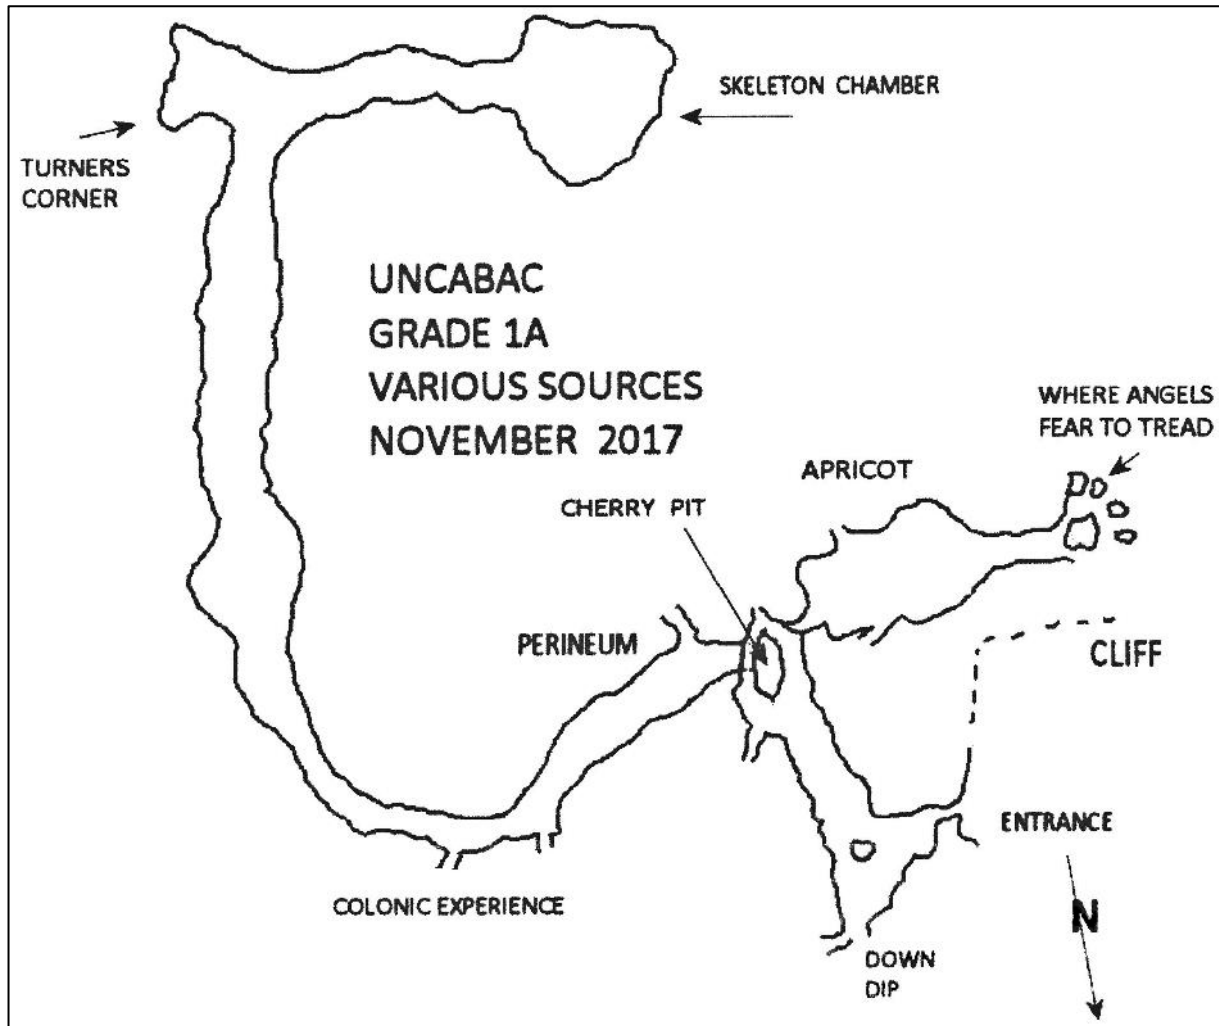 SKELETON CHAMBER
TURNERS
CORNER
UNCABAC
GRADE 1A
VARIOUS SOURCES
NOVEMBER 2017
WHERE ANGELS
FEAR TO TREAD
APRICOT
CHERRY PIT
PERINEUM
CLIFF
ENTRANCE
COLONIC EXPERIENCE
N
DOWN
DIP